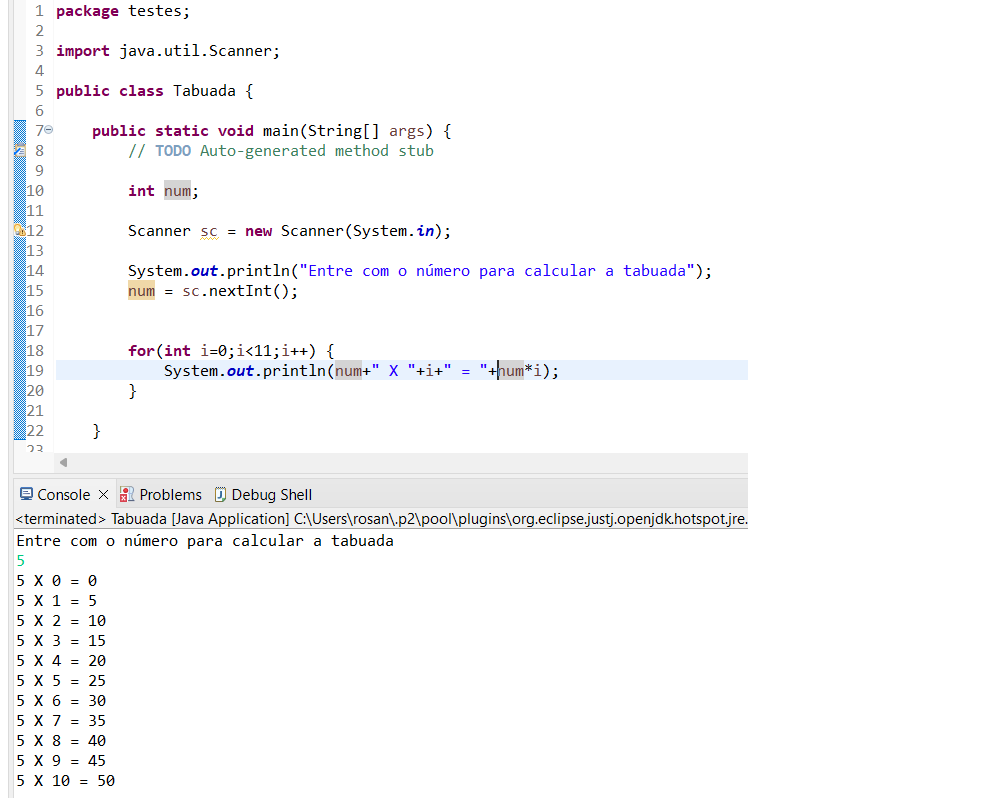 1 package testes;
2
3 import java.util.Scanner;
4
5 public class Tabuada {
6
7 public static void main(String[] args) {
8 // TODO Auto-generated method stub
9
10 int num;
11
12 Scanner sc = new Scanner(System.in);
13
14 System.out.println("Entre com o número para calcular a tabuada");
15 num = sc.nextInt();
16
17
18 for(int i=0;i<11;i++) {
19 System.out.println(num+" X "+i+" = "+num*i);
20 }
21
22 }
23
Console Problems Debug Shell
<terminated> Tabuada [Java Application] C:\Users\rosan\.p2\pool\plugins\org.eclipse.justj.openjdk.hotspot.jre.
Entre com o número para calcular a tabuada
5
5 X 0 = 0
5 X 1 = 5
5 X 2 = 10
5 X 3 = 15
5 X 4 = 20
5 X 5 = 25
5 X 6 = 30
5 X 7 = 35
5 X 8 = 40
5 X 9 = 45
5 X 10 = 50